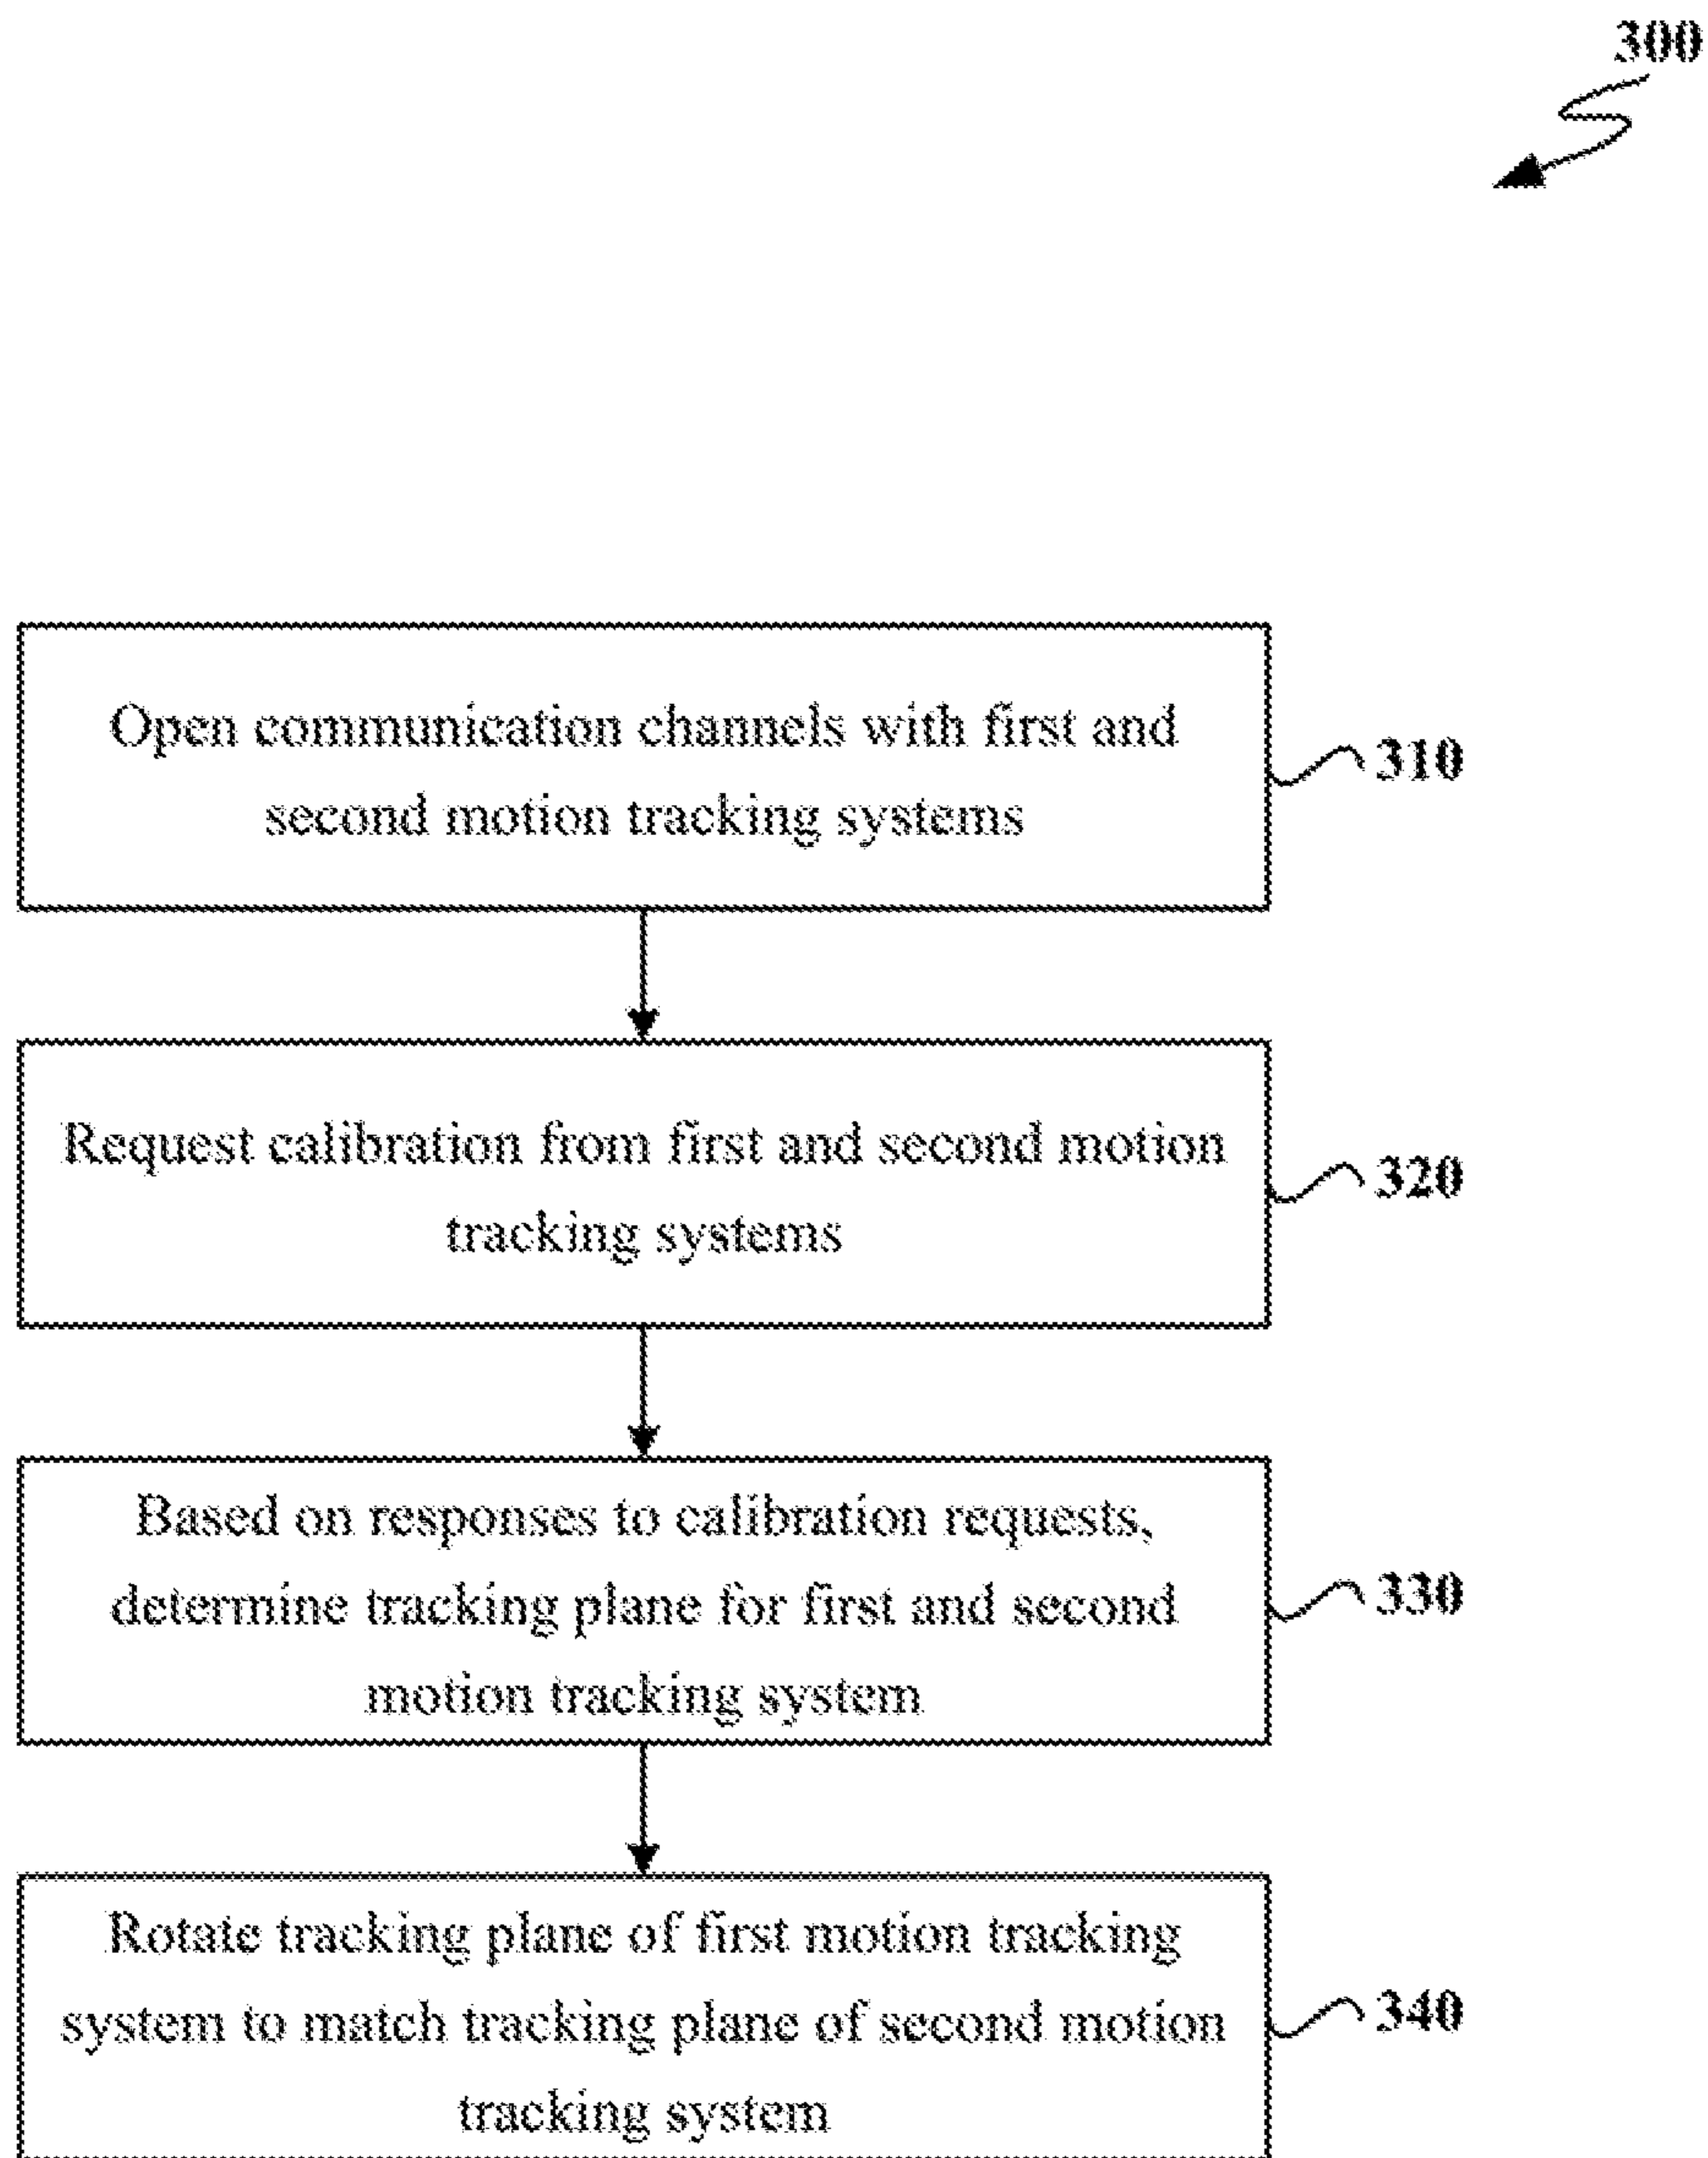 300
Open communication channels with first and
second motion tracking systems
310
Request calibration from first and second motion
tracking systems
320
Based on responses to calibration requests,
determine tracking plane for first and second
motion tracking system
330
Rotate tracking plane of first motion tracking
system to match tracking plane of second motion
tracking system
340